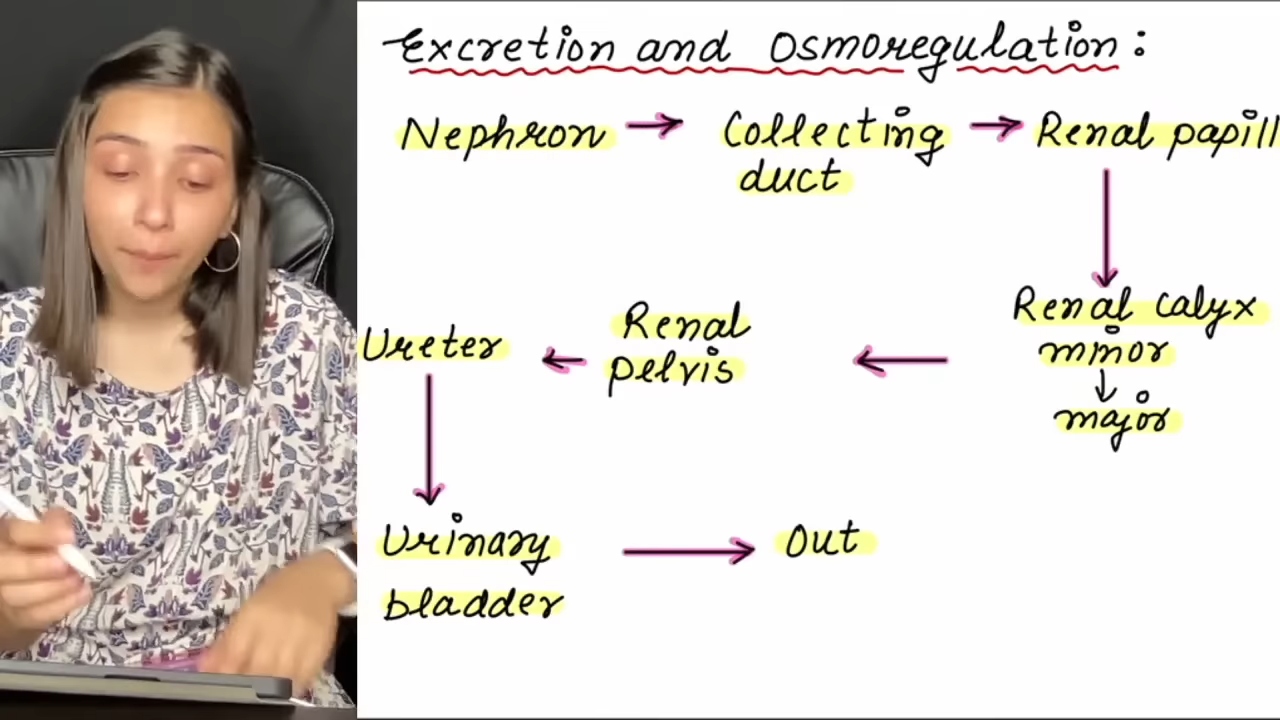 Excretion and Osmoregulation:
Nephron → Collecting duct → Renal papill
Renal calyx
minor
↓
major
←
Renal pelvis
←
Ureter
↓
Urinary bladder → Out